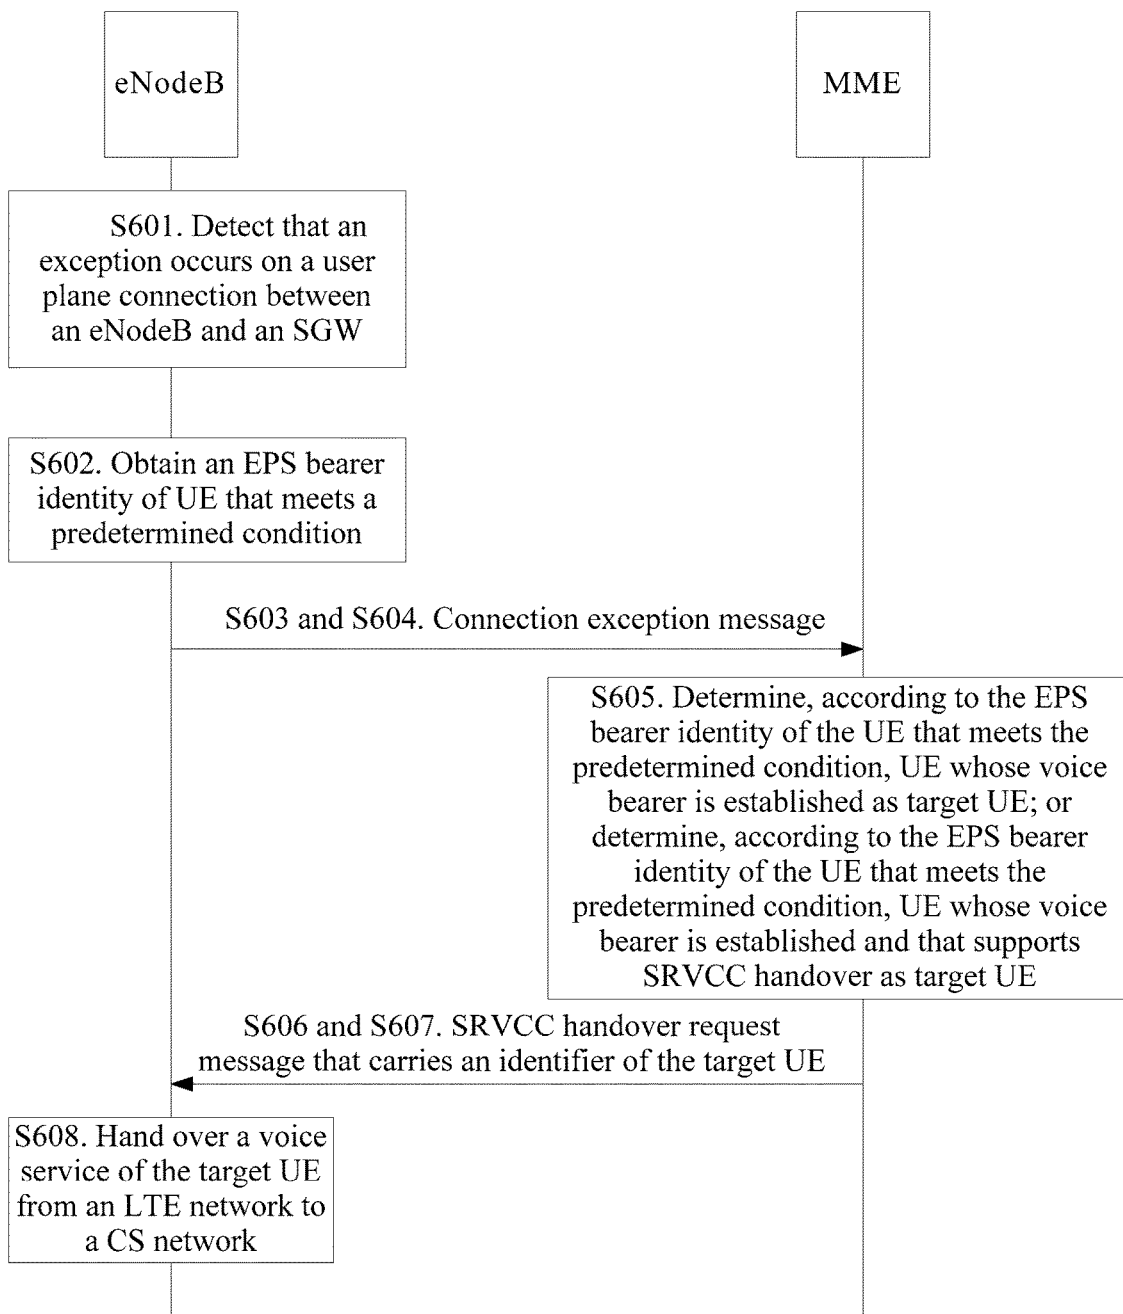 eNodeB
MME
S601. Detect that an
exception occurs on a user
plane connection between
an eNodeB and an SGW
S602. Obtain an EPS bearer
identity of UE that meets a
predetermined condition
S603 and S604. Connection exception message
S605. Determine, according to the EPS
bearer identity of the UE that meets the
predetermined condition, UE whose voice
bearer is established as target UE; or
determine, according to the EPS bearer
identity of the UE that meets the
predetermined condition, UE whose voice
bearer is established and that supports
SRVCC handover as target UE
S606 and S607. SRVCC handover request
message that carries an identifier of the target UE
S608. Hand over a voice
service of the target UE
from an LTE network to
a CS network